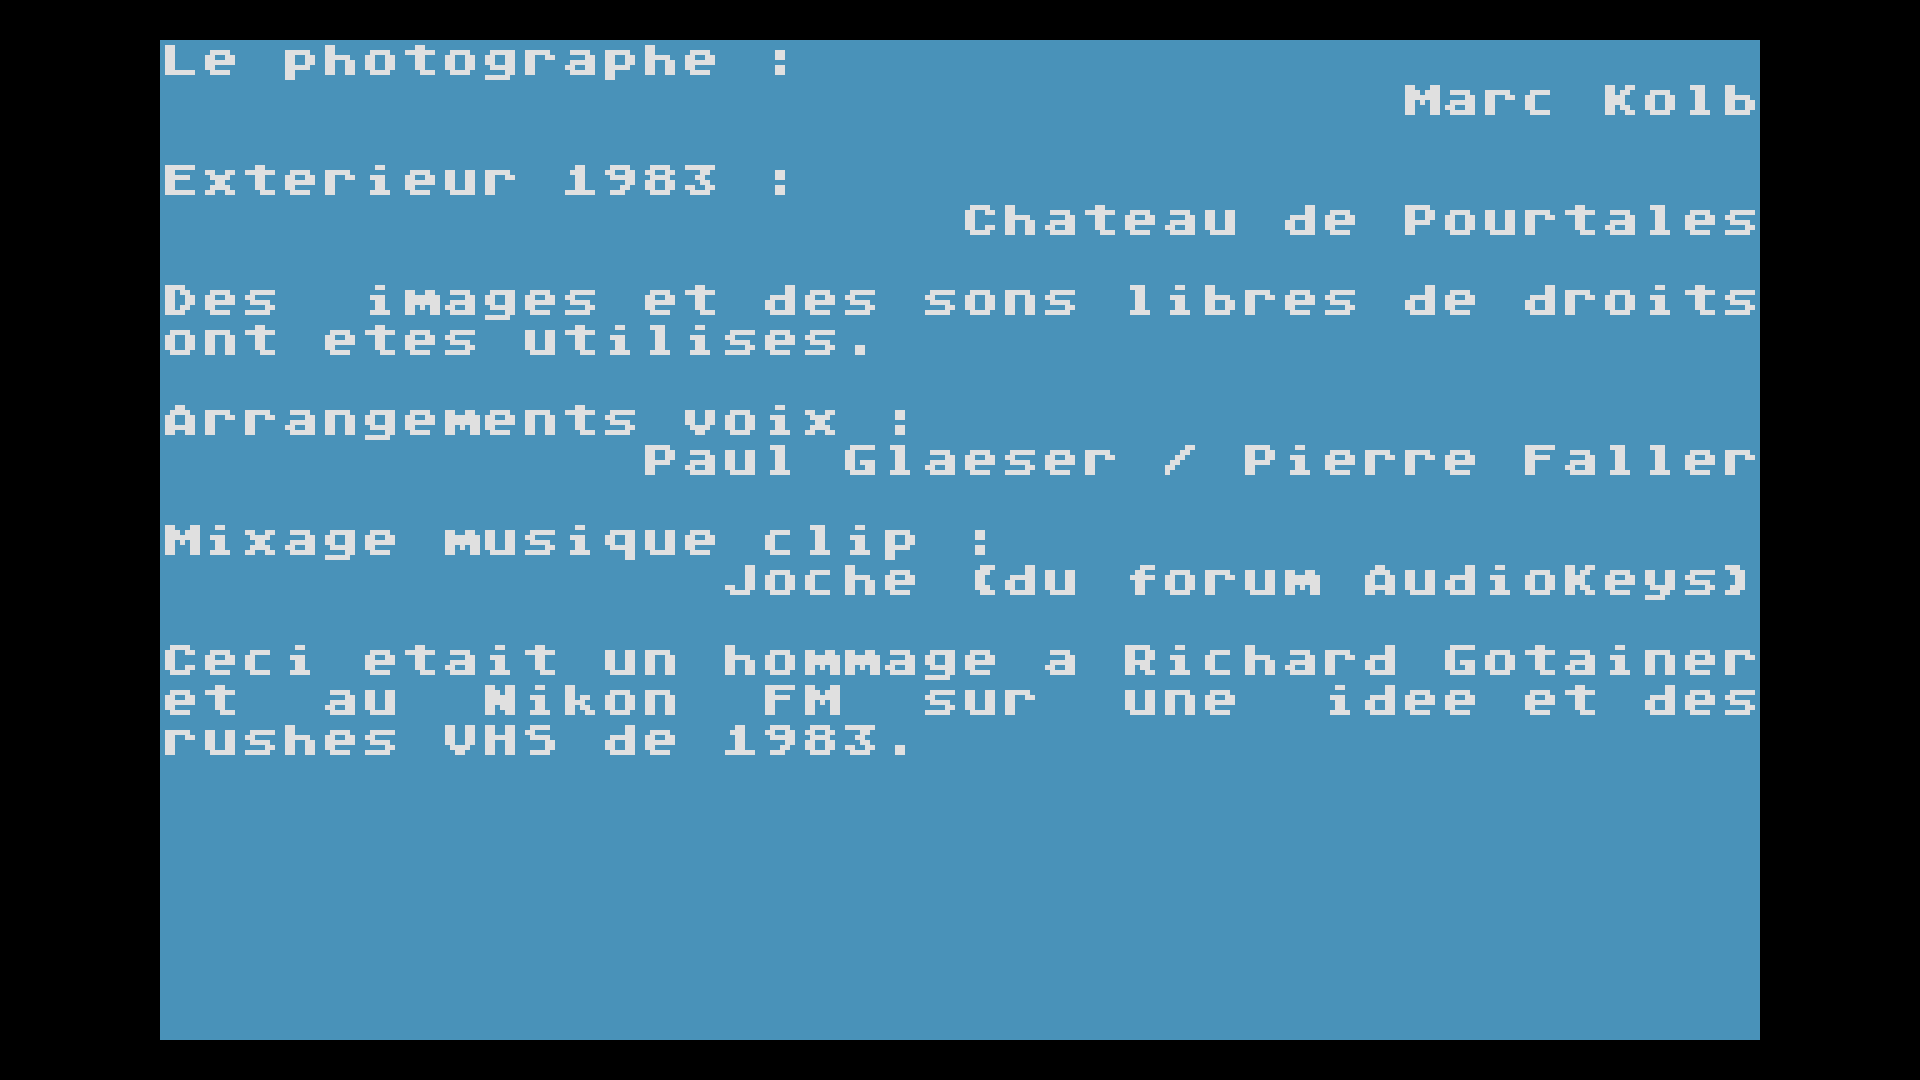 Le photographe :
Marc Kolb
Exterieur 1983 :
Chateau de Pourtales
Des images et des sons libres de droits
ont etes utilises.
Arrangements voix :
Paul Glaeser / Pierre Faller
Mixage musique clip :
Joche (du forum AudioKeys)
Ceci etait un hommage a Richard Gotainer
et au Nikon FM sur une idee et des
rushes VHS de 1983.